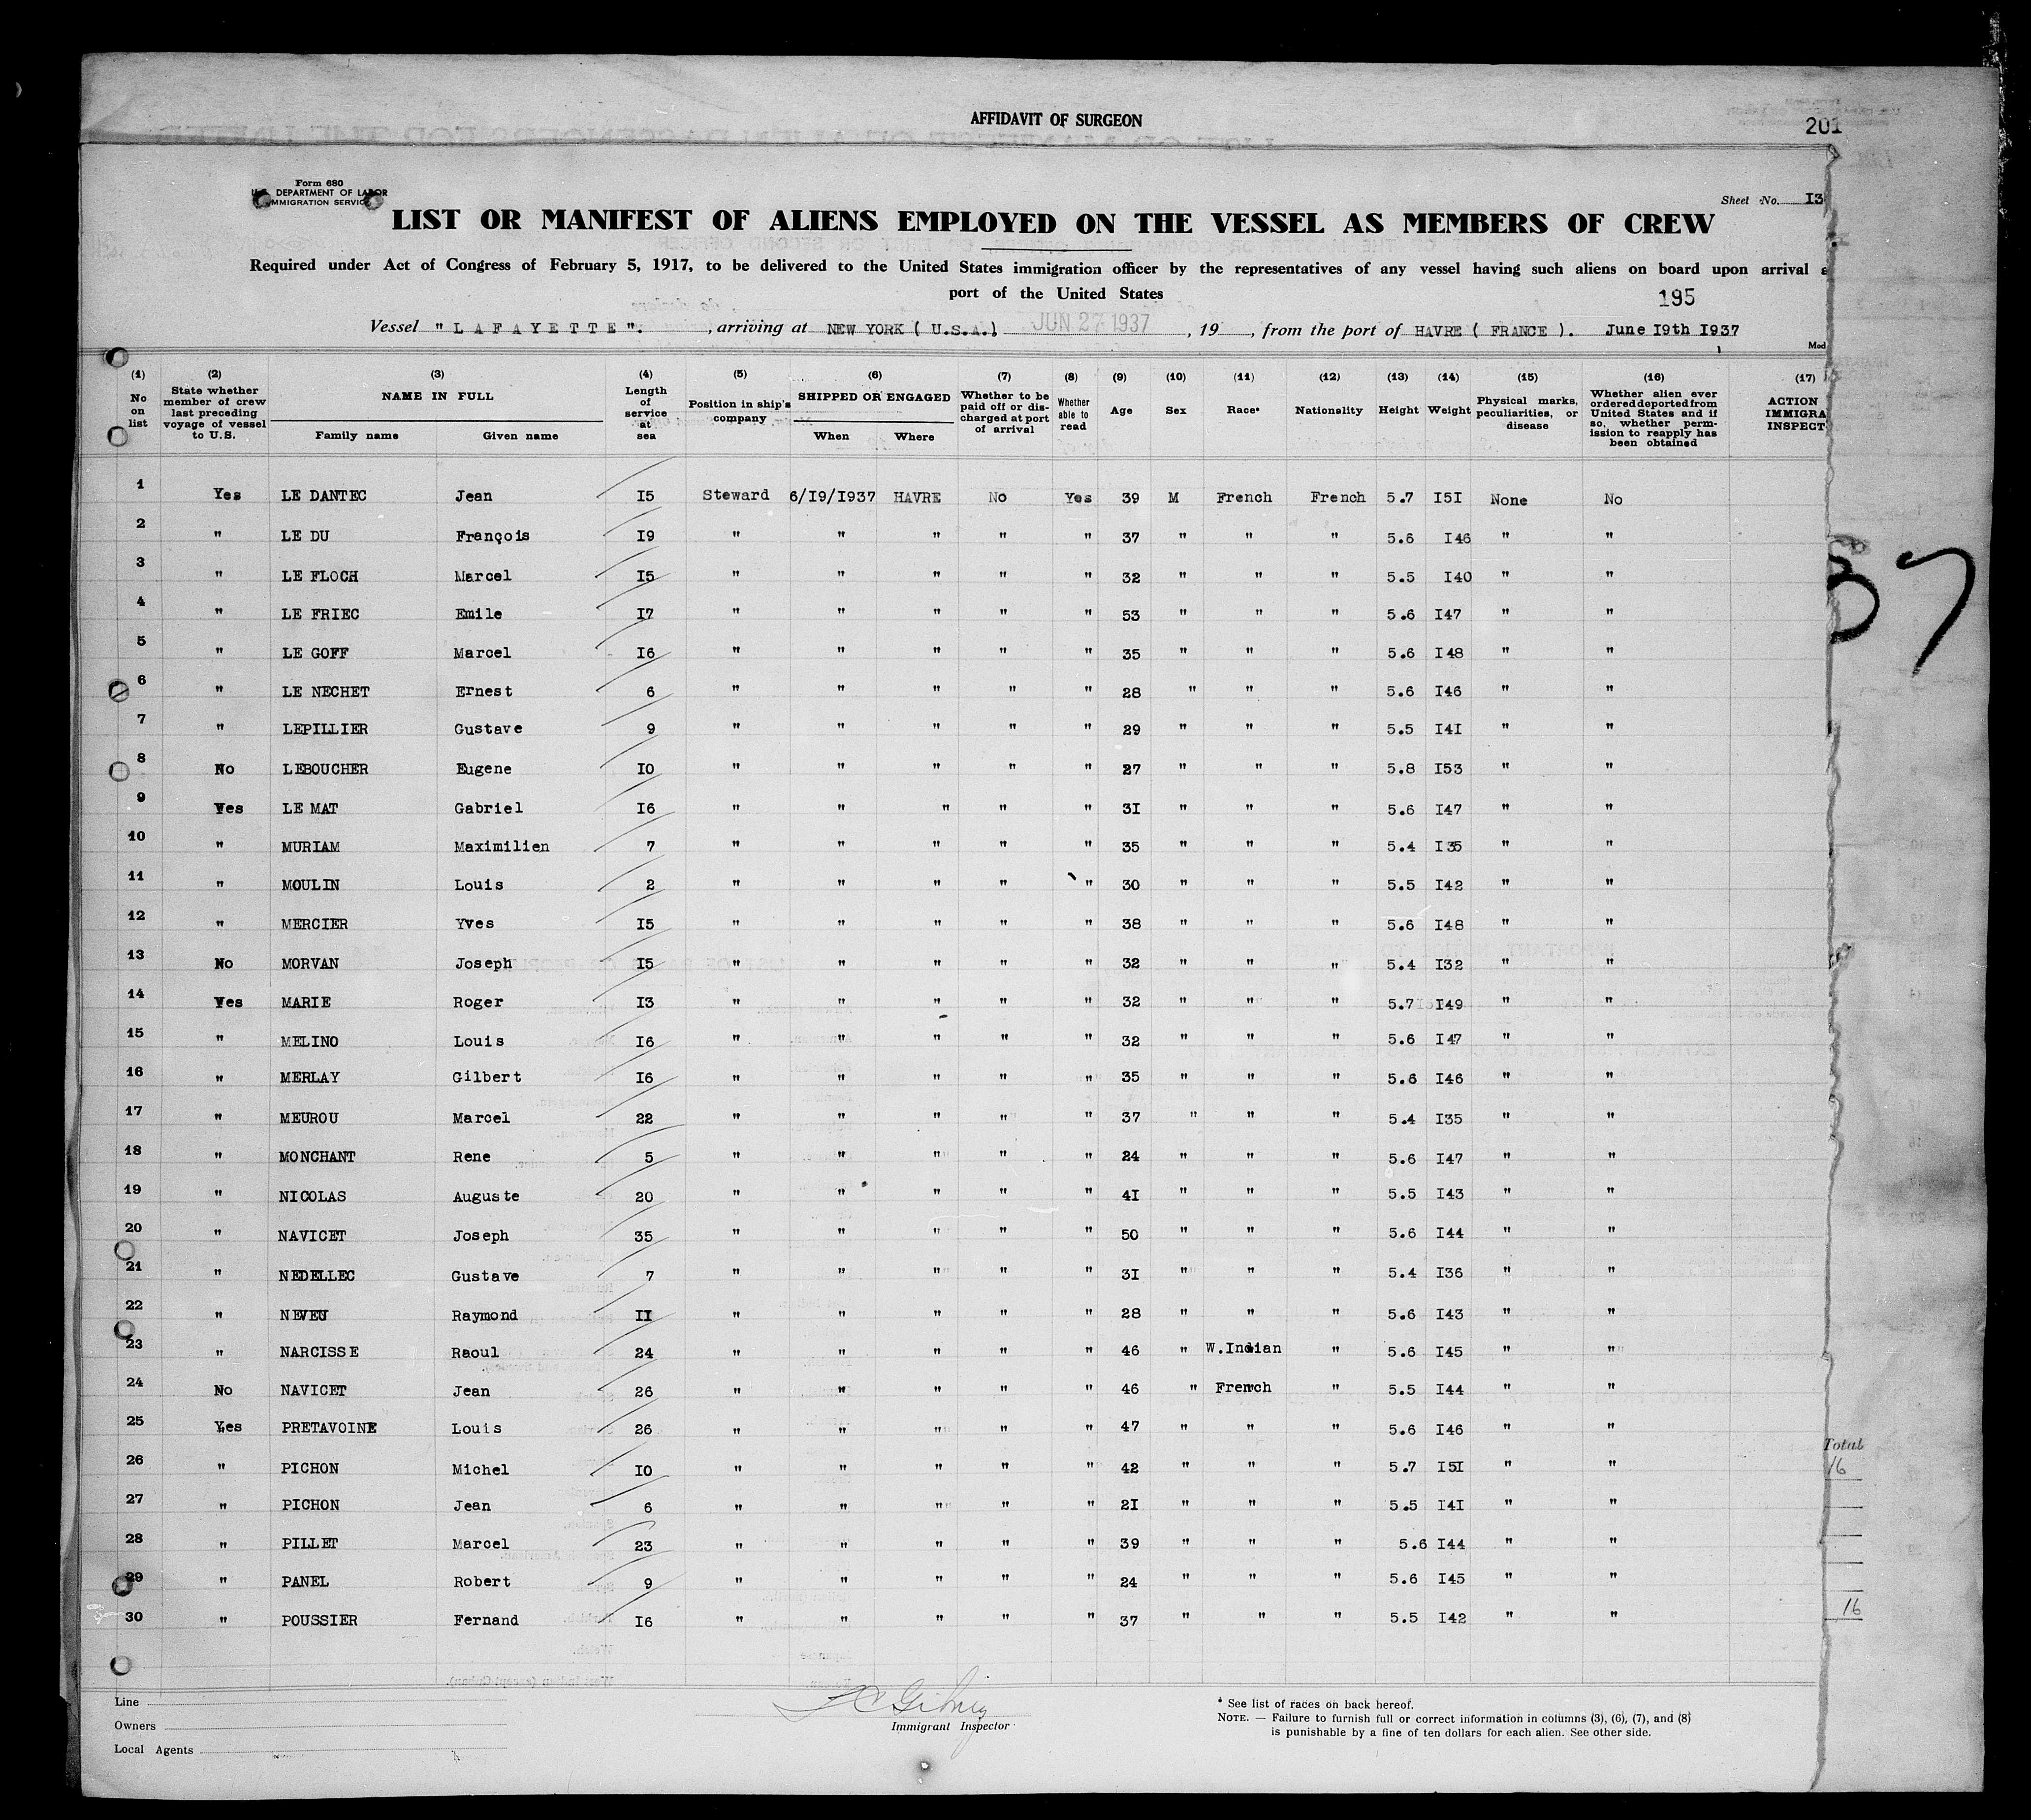 AFFIDAVIT OF SURGEON
201
Form 680
U.S. DEPARTMENT OF LABOR
IMMIGRATION SERVICE
Sheet No. I3
LIST OR MANIFEST OF ALIENS EMPLOYED ON THE VESSEL AS MEMBERS OF CREW
Required under Act of Congress of February 5, 1917, to be delivered to the United States immigration officer by the representatives of any vessel having such aliens on board upon arrival
port of the United States
195
Vessel "LAFAYETTE". , arriving at NEW YORK ( U.S.A.) JUN 27 1937 , 19 , from the port of HAVRE ( FRANCE ). June I9th I937
(1) No on list (2) State whether member of crew last preceding voyage of vessel to U.S. (3) NAME IN FULL Family name Given name (4) Length of service at sea (5) Position in ship's company (6) SHIPPED OR ENGAGED When Where (7) Whether to be paid off or discharged at port of arrival (8) Whether able to read (9) Age (10) Sex (11) Race* (12) Nationality (13) Height (14) Weight (15) Physical marks, peculiarities, or disease (16) Whether alien ever ordered deported from United States and if so, whether permission to reapply has been obtained (17) ACTION IMMIGRA INSPECT
1 Yes LE DANTEC Jean I5 Steward 6/I9/I937 HAVRE No Yes 39 M French French 5.7 I5I None No
2 " LE DU François I9 " " " " " 37 " " " 5.6 I46 " "
3 " LE FLOCH Marcel I5 " " " " " 32 " " " 5.5 I40 " "
4 " LE FRIEC Emile I7 " " " " " 53 " " " 5.6 I47 " "
5 " LE GOFF Marcel I6 " " " " " 35 " " " 5.6 I48 " "
6 " LE NECHET Ernest 6 " " " " " 28 " " " 5.6 I46 " "
7 " LEPILLIER Gustave 9 " " " " " 29 " " " 5.5 I4I " "
8 No LEBOUCHER Eugene I0 " " " " " 27 " " " 5.8 I53 " "
9 Yes LE MAT Gabriel I6 " " " " " 3I " " " 5.6 I47 " "
10 " MURIAM Maximilien 7 " " " " " 35 " " " 5.4 I35 " "
11 " MOULIN Louis 2 " " " " " 30 " " " 5.5 I42 " "
12 " MERCIER Yves I5 " " " " " 38 " " " 5.6 I48 " "
13 No MORVAN Joseph I5 " " " " " 32 " " " 5.4 I32 " "
14 Yes MARIE Roger I3 " " " " " 32 " " " 5.7 I49 " "
15 " MELINO Louis I6 " " " " " 32 " " " 5.6 I47 " "
16 " MERLAY Gilbert I6 " " " " " 35 " " " 5.6 I46 " "
17 " MEUROU Marcel 22 " " " " " 37 " " " 5.4 I35 " "
18 " MONCHANT Rene 5 " " " " " 24 " " " 5.6 I47 " "
19 " NICOLAS Auguste 20 " " " " " 4I " " " 5.5 I43 " "
20 " NAVICET Joseph 35 " " " " " 50 " " " 5.6 I44 " "
21 " NEDELLEC Gustave 7 " " " " " 3I " " " 5.4 I36 " "
22 " NEVEU Raymond II " " " " " 28 " " " 5.6 I43 " "
23 " NARCISSE Raoul 24 " " " " " 46 " W.Indian " 5.6 I45 " "
24 No NAVICET Jean 26 " " " " " 46 " French " 5.5 I44 " "
25 Yes PRETAVOINE Louis 26 " " " " " 47 " " " 5.6 I46 " "
26 " PICHON Michel I0 " " " " " 42 " " " 5.7 I5I " "
27 " PICHON Jean 6 " " " " " 2I " " " 5.5 I4I " "
28 " PILLET Marcel 23 " " " " " 39 " " " 5.6 I44 " "
29 " PANEL Robert 9 " " " " " 24 " " " 5.6 I45 " "
30 " POUSSIER Fernand I6 " " " " " 37 " " " 5.5 I42 " "
37
Total
16
16
Line
Owners
Local Agents
Immigrant Inspector
* See list of races on back hereof.
NOTE. — Failure to furnish full or correct information in columns (3), (6), (7), and (8)
is punishable by a fine of ten dollars for each alien. See other side.